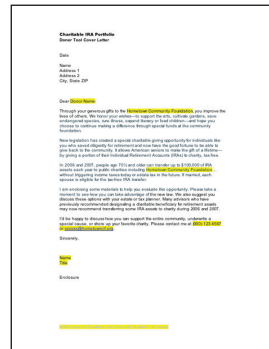 Charitable IRA Portfolio
Donor Tool Cover Letter
Date
Name
Address 1
Address 2
City, State ZIP
Dear Donor Name:
Through your generous gifts to the Hometown Community Foundation, you improve the
lives of others. We honor your wishes—to support the arts, cultivate gardens, save
endangered species, cure illness, expand literacy or feed children—and hope you
choose to continue making a difference through special funds at the community
foundation.
New legislation has created a special charitable giving opportunity for individuals like
you who saved diligently for retirement and now have the good fortune to be able to
give back to the community. It allows American seniors to make the gift of a lifetime—
by giving a portion of their Individual Retirement Accounts (IRAs) to charity, tax free.
In 2006 and 2007, people age 70½ and older can transfer up to $100,000 of IRA
assets each year to public charities including Hometown Community Foundation,
without triggering income taxes today or estate tax in the future. If married, each
spouse is eligible for the tax-free IRA transfer.
I am enclosing some materials to help you evaluate this opportunity. Please take a
moment to see how you can take advantage of the new law. We also suggest you
discuss these options with your estate or tax planner. Many advisors who have
previously recommended designating a charitable beneficiary for retirement assets
may now recommend transferring some IRA assets to charity during 2006 and 2007.
I'd be happy to discuss how you can support the entire community, underwrite a
special cause, or share up your favorite charity. Please contact me at (800) 123-4567
or
Sincerely,
Name
Title
Enclosure